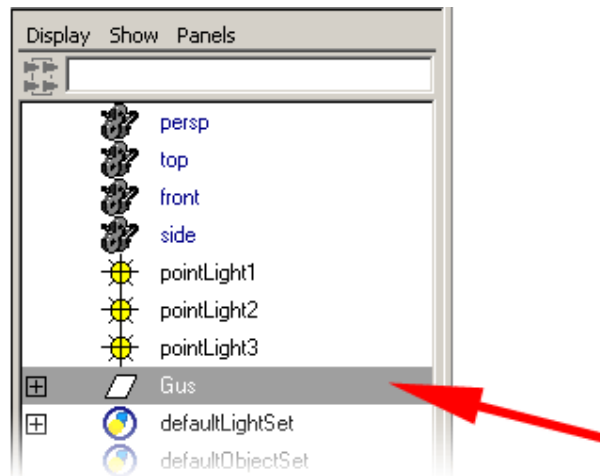 Display Show Panels
persp
top
front
side
pointLight1
pointLight2
pointLight3
Gus
defaultLightSet
defaultObjectSet